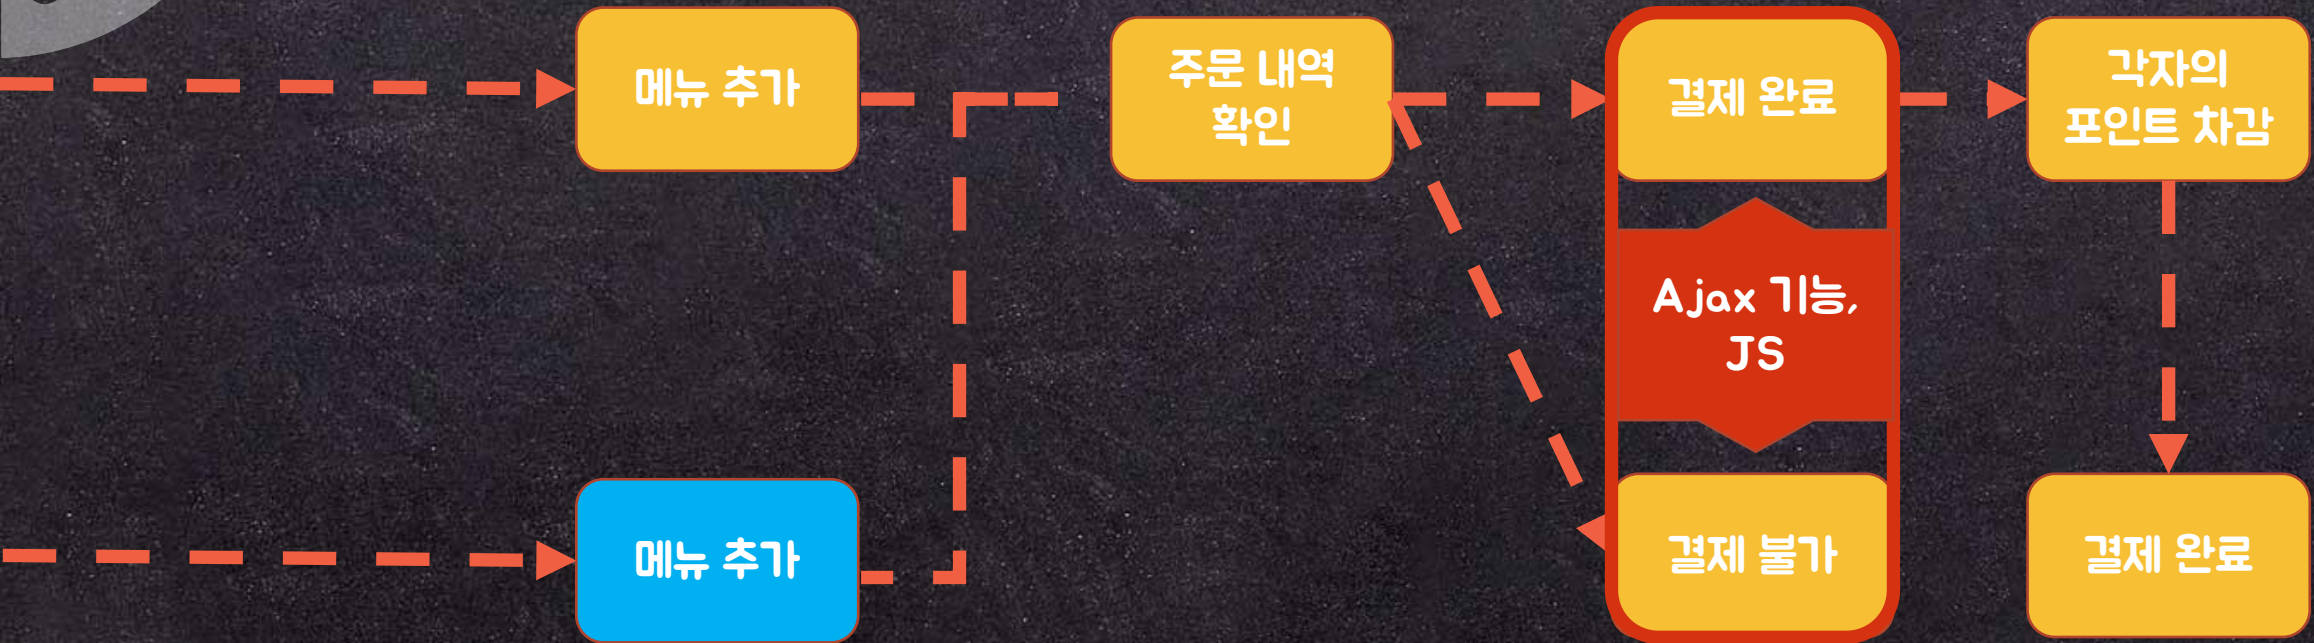 메뉴 추가
주문 내역
확인
결제 완료
각자의
포인트 차감
Ajax 기능,
JS
메뉴 추가
결제 불가
결제 완료